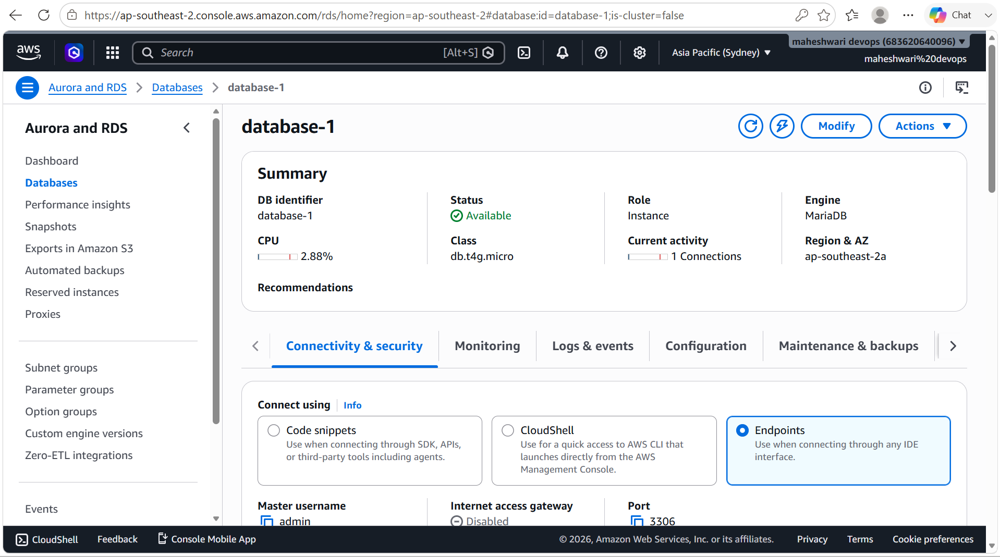 https://ap-southeast-2.console.aws.amazon.com/rds/home?region=ap-southeast-2#database:id=database-1;is-cluster=false
Chat
aws
Search
[Alt+S]
Asia Pacific (Sydney)
maheshwari devops (683620640096)
maheshwari%20devops
Aurora and RDS
Databases
database-1
Aurora and RDS
Dashboard
Databases
Performance insights
Snapshots
Exports in Amazon S3
Automated backups
Reserved instances
Proxies
Subnet groups
Parameter groups
Option groups
Custom engine versions
Zero-ETL integrations
Events
database-1
Modify
Actions
Summary
DB identifier
database-1
Status
Available
Role
Instance
Engine
MariaDB
CPU
2.88%
Class
db.t4g.micro
Current activity
1 Connections
Region & AZ
ap-southeast-2a
Recommendations
Connectivity & security
Monitoring
Logs & events
Configuration
Maintenance & backups
Connect using
Info
Code snippets
Use when connecting through SDK, APIs,
or third-party tools including agents.
CloudShell
Use for a quick access to AWS CLI that
launches directly from the AWS
Management Console.
Endpoints
Use when connecting through any IDE
interface.
Master username
admin
Internet access gateway
Disabled
Port
3306
CloudShell
Feedback
Console Mobile App
© 2026, Amazon Web Services, Inc. or its affiliates.
Privacy
Terms
Cookie preferences